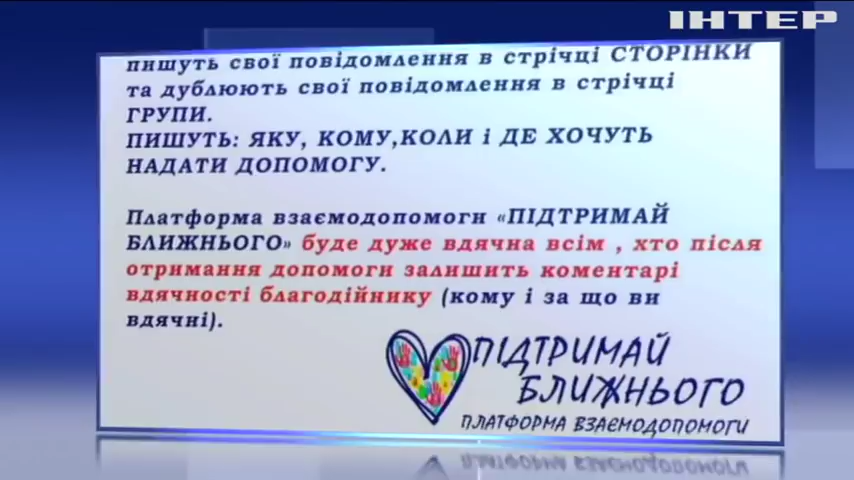 ІНТЕР
пишуть свої повідомлення в стрічці СТОРІНКИ
та дублюють свої повідомлення в стрічці
ГРУПИ.
ПИШУТЬ: ЯКУ, КОМУ,КОЛИ і ДЕ ХОЧУТЬ
НАДАТИ ДОПОМОГУ.
Платформа взаємодопомоги «ПІДТРИМАЙ
БЛИЖНЬОГО» буде дуже вдячна всім , хто після
отримання допомоги залишить коментарі
вдячності благодійнику (кому і за що ви
вдячні).
ПІДТРИМАЙ
БЛИЖНЬОГО
ПЛАТФОРМА ВЗАЄМОДОПОМОГИ